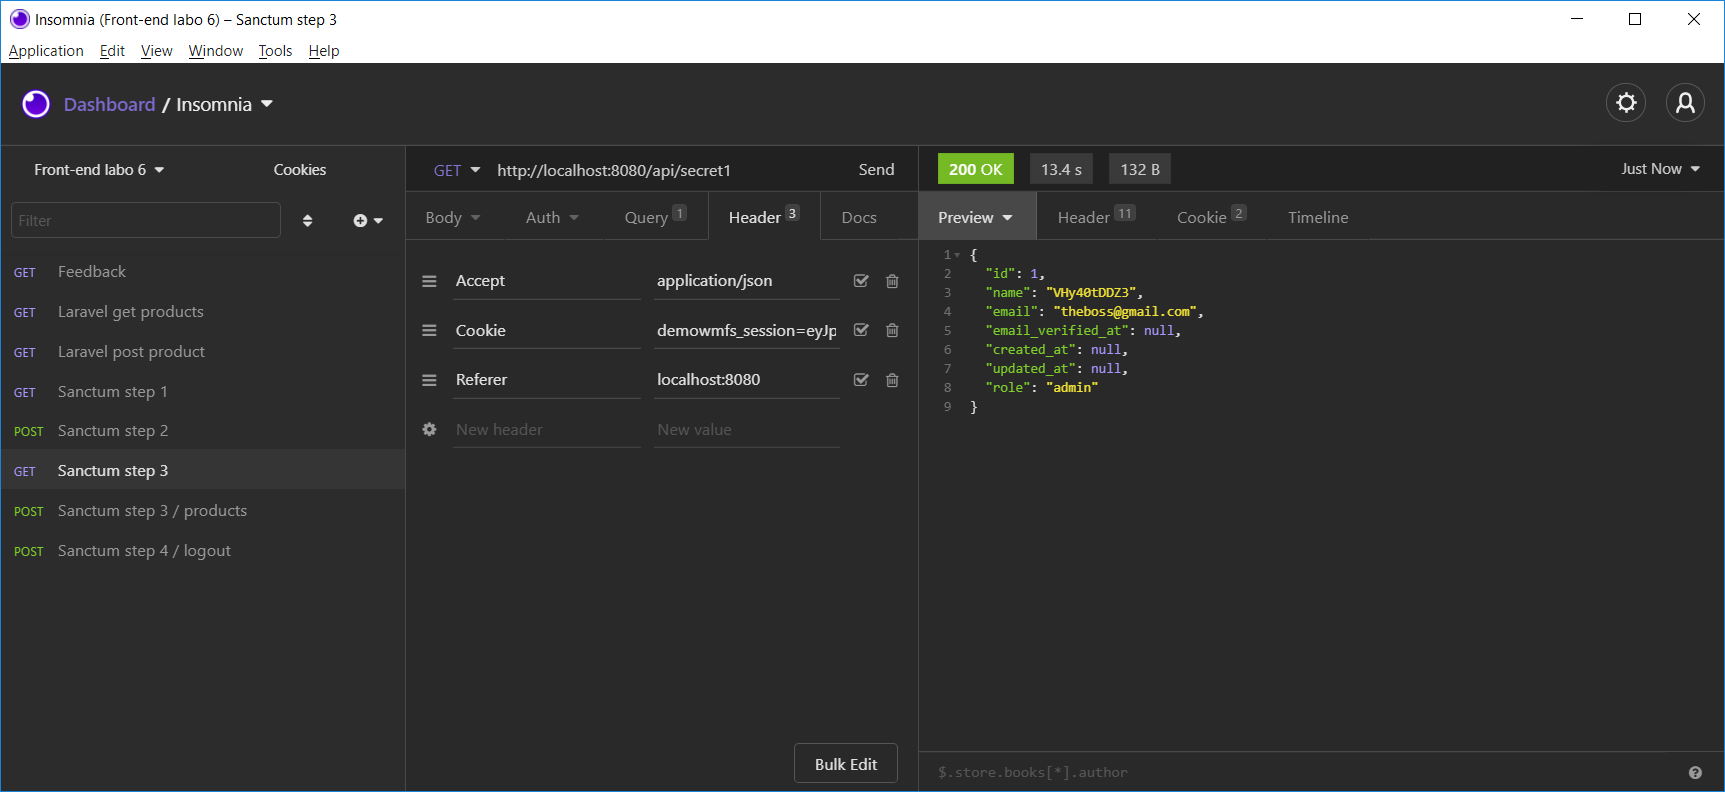 Insomnia (Front-end labo 6) – Sanctum step 3
Application Edit View Window Tools Help
Dashboard / Insomnia
Front-end labo 6 Cookies
Filter
GET Feedback
GET Laravel get products
GET Laravel post product
GET Sanctum step 1
POST Sanctum step 2
GET Sanctum step 3
POST Sanctum step 3 / products
POST Sanctum step 4 / logout
GET http://localhost:8080/api/secret1 Send
Body Auth Query 1 Header 3 Docs
Accept application/json
Cookie demowmfs_session=eyJp
Referer localhost:8080
New header New value
Bulk Edit
200 OK 13.4 s 132 B Just Now
Preview Header 11 Cookie 2 Timeline
1 {
2 "id": 1,
3 "name": "VHy40tDDZ3",
4 "email": "theboss@gmail.com",
5 "email_verified_at": null,
6 "created_at": null,
7 "updated_at": null,
8 "role": "admin"
9 }
$.store.books[*].author